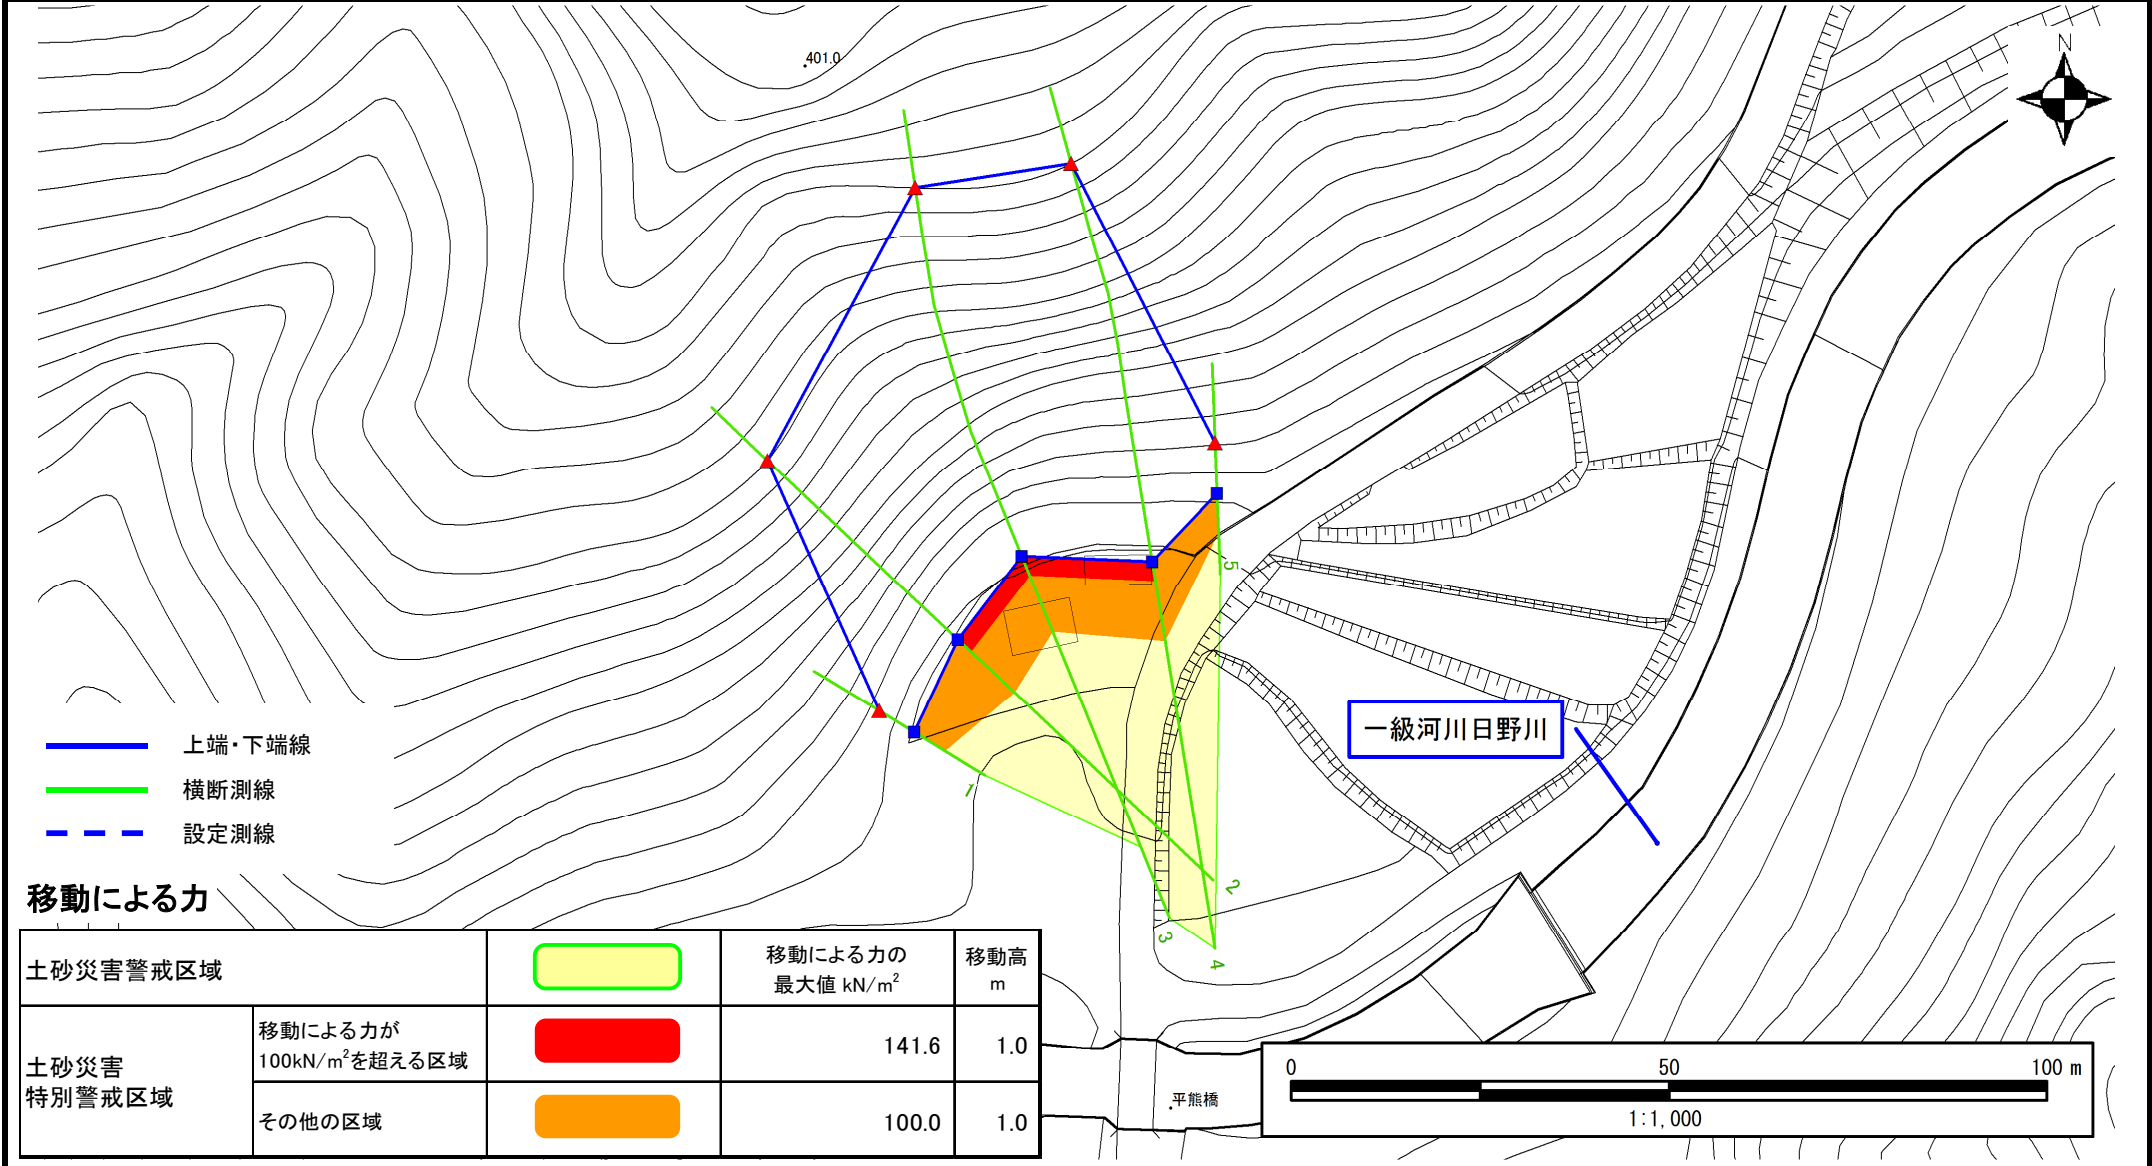 401.0
N
5
一級河川日野川
1
2
3
4
上端・下端線
横断測線
設定測線
移動による力
土砂災害警戒区域
移動による力の
最大値 kN/m²
移動高
m
土砂災害
特別警戒区域
移動による力が
100kN/m²を超える区域
141.6
1.0
その他の区域
100.0
1.0
平熊橋
0 50 100 m
1:1,000